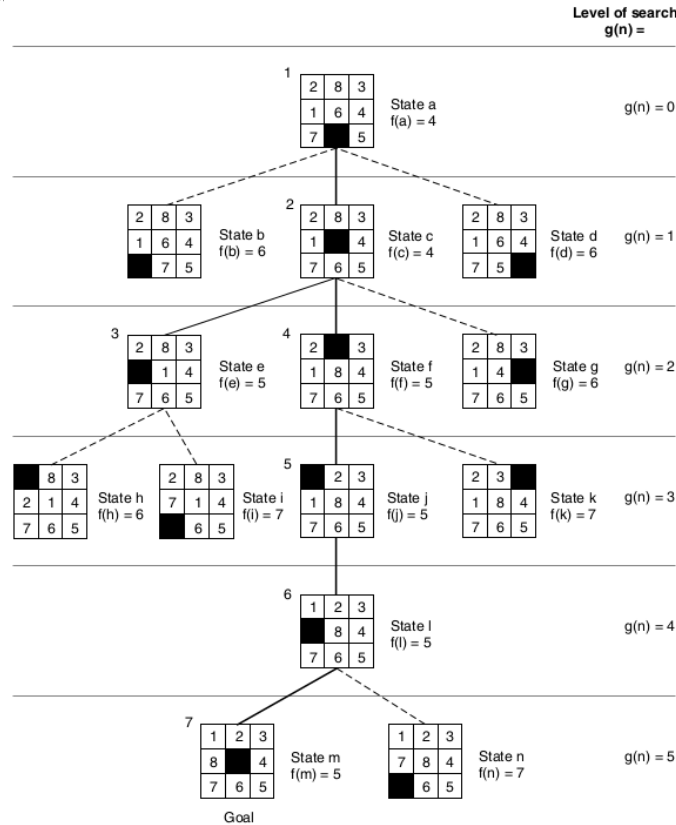 Level of search
g(n) =
1
2 8 3
1 6 4
7 5
State a
f(a) = 4
g(n) = 0
2 8 3
1 6 4
7 5
State b
f(b) = 6
2
2 8 3
1 4
7 6 5
State c
f(c) = 4
2 8 3
1 6 4
7 5
State d
f(d) = 6
g(n) = 1
3
2 8 3
1 4
7 6 5
State e
f(e) = 5
4
2 3
1 8 4
7 6 5
State f
f(f) = 5
2 8 3
1 4
7 6 5
State g
f(g) = 6
g(n) = 2
8 3
2 1 4
7 6 5
State h
f(h) = 6
2 8 3
7 1 4
6 5
State i
f(i) = 7
5
2 3
1 8 4
7 6 5
State j
f(j) = 5
2 3
1 8 4
7 6 5
State k
f(k) = 7
g(n) = 3
6
1 2 3
8 4
7 6 5
State l
f(l) = 5
g(n) = 4
7
1 2 3
8 4
7 6 5
State m
f(m) = 5
Goal
1 2 3
7 8 4
6 5
State n
f(n) = 7
g(n) = 5